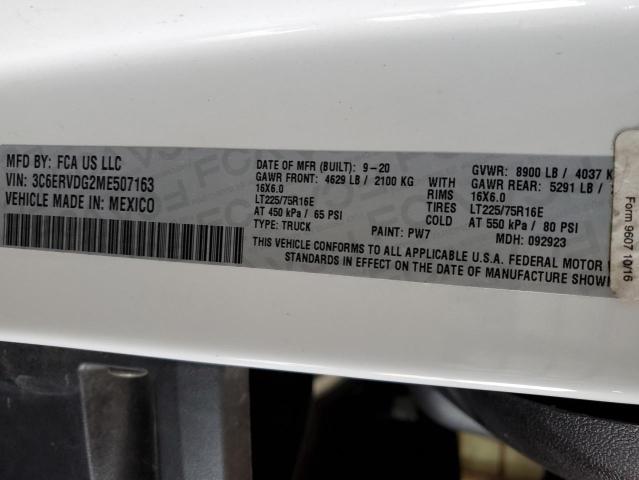 MFD BY: FCA US LLC
VIN: 3C6ERVDG2ME507163
VEHICLE MADE IN: MEXICO
DATE OF MFR (BUILT): 9-20
GAWR FRONT: 4629 LB / 2100 KG WITH
16X6.0 RIMS
LT225/75R16E TIRES
AT 450 kPa / 65 PSI COLD
TYPE: TRUCK PAINT: PW7
GVWR: 8900 LB / 4037
GAWR REAR: 5291 LB /
16X6.0
LT225/75R16E
AT 550 kPa / 80 PSI
MDH: 092923
THIS VEHICLE CONFORMS TO ALL APPLICABLE U.S.A. FEDERAL MOTOR
STANDARDS IN EFFECT ON THE DATE OF MANUFACTURE
Form 9607 10/16